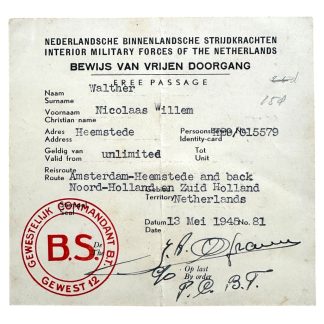 NEDERLANDSCHE BINNENLANDSCHE STRIJDKRACHTEN
INTERIOR MILITARY FORCES OF THE NETHERLANDS
BEWIJS VAN VRIJEN DOORGANG
FREE PASSAGE
Naam Walther
Surname
Voornaam Nicolaas Willem
Christian name
Adres Heemstede Persoonsbewijs No.
Address Identity-card
Geldig van unlimited Tot
Valid from Unit
Reisroute Amsterdam-Heemstede and back
Route Noord-Holland en Zuid Holland
Territory Netherlands
Seal
Datum 13 Mei 1945 No. 81
Date
GEWESTELIJK COMMANDANT B.T.
B.S.
GEWEST 12
De
The
c/o Op last
By order
P.C. B.T.